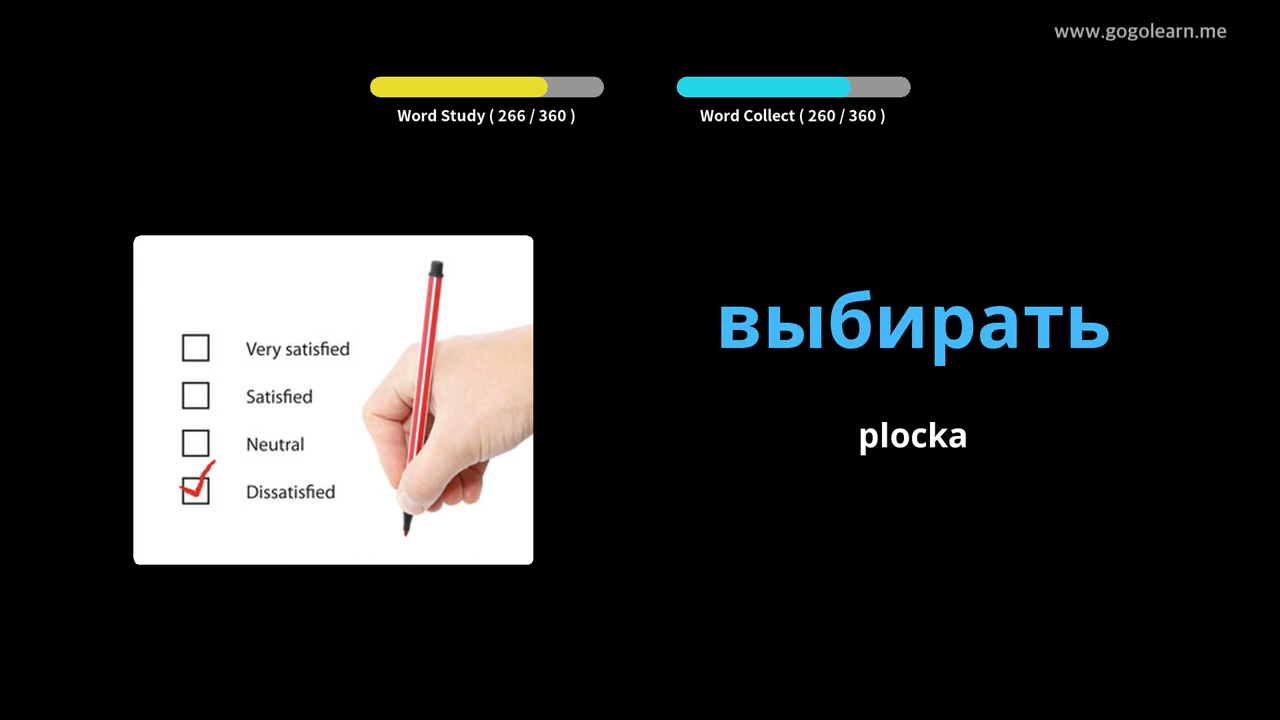 www.gogolearn.me
Word Study ( 266 / 360 )
Word Collect ( 260 / 360 )
Very satisfied
Satisfied
Neutral
Dissatisfied
выбирать
plocka